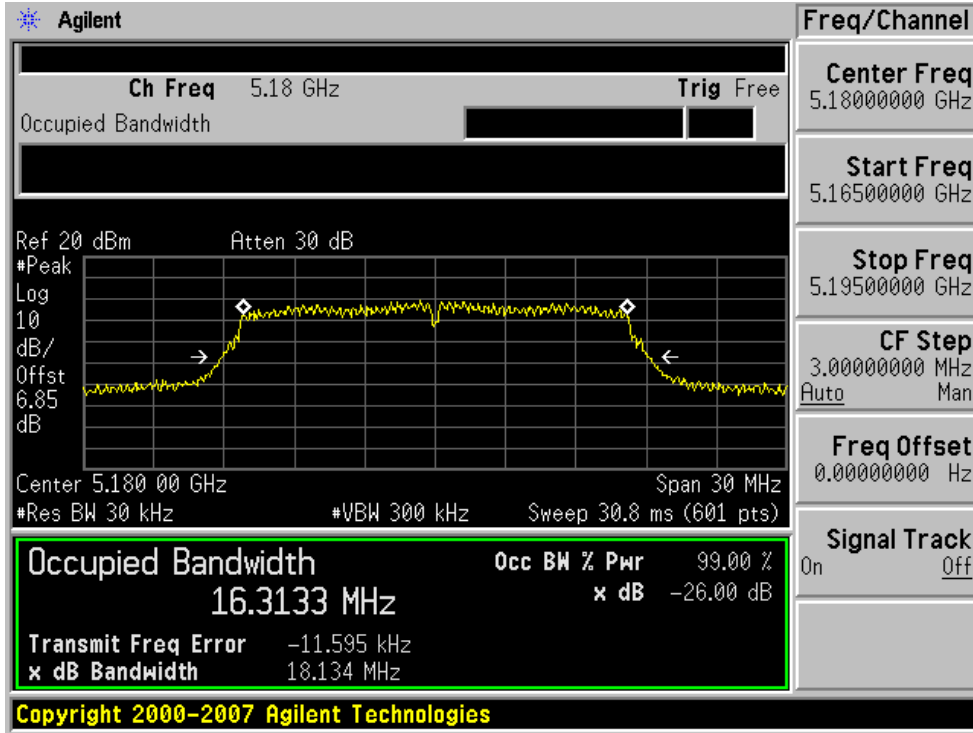 Agilent
Freq/Channel
Ch Freq 5.18 GHz Trig Free
Occupied Bandwidth
Center Freq
5.18000000 GHz
Start Freq
5.16500000 GHz
Stop Freq
5.19500000 GHz
CF Step
3.00000000 MHz
Auto Man
Freq Offset
0.00000000 Hz
Signal Track
On Off
Ref 20 dBm Atten 30 dB
#Peak
Log
10
dB/
Offst
6.85
dB
Center 5.180 00 GHz Span 30 MHz
#Res BW 30 kHz #VBW 300 kHz Sweep 30.8 ms (601 pts)
Occupied Bandwidth
16.3133 MHz
Occ BW % Pwr 99.00 %
x dB -26.00 dB
Transmit Freq Error -11.595 kHz
x dB Bandwidth 18.134 MHz
Copyright 2000-2007 Agilent Technologies